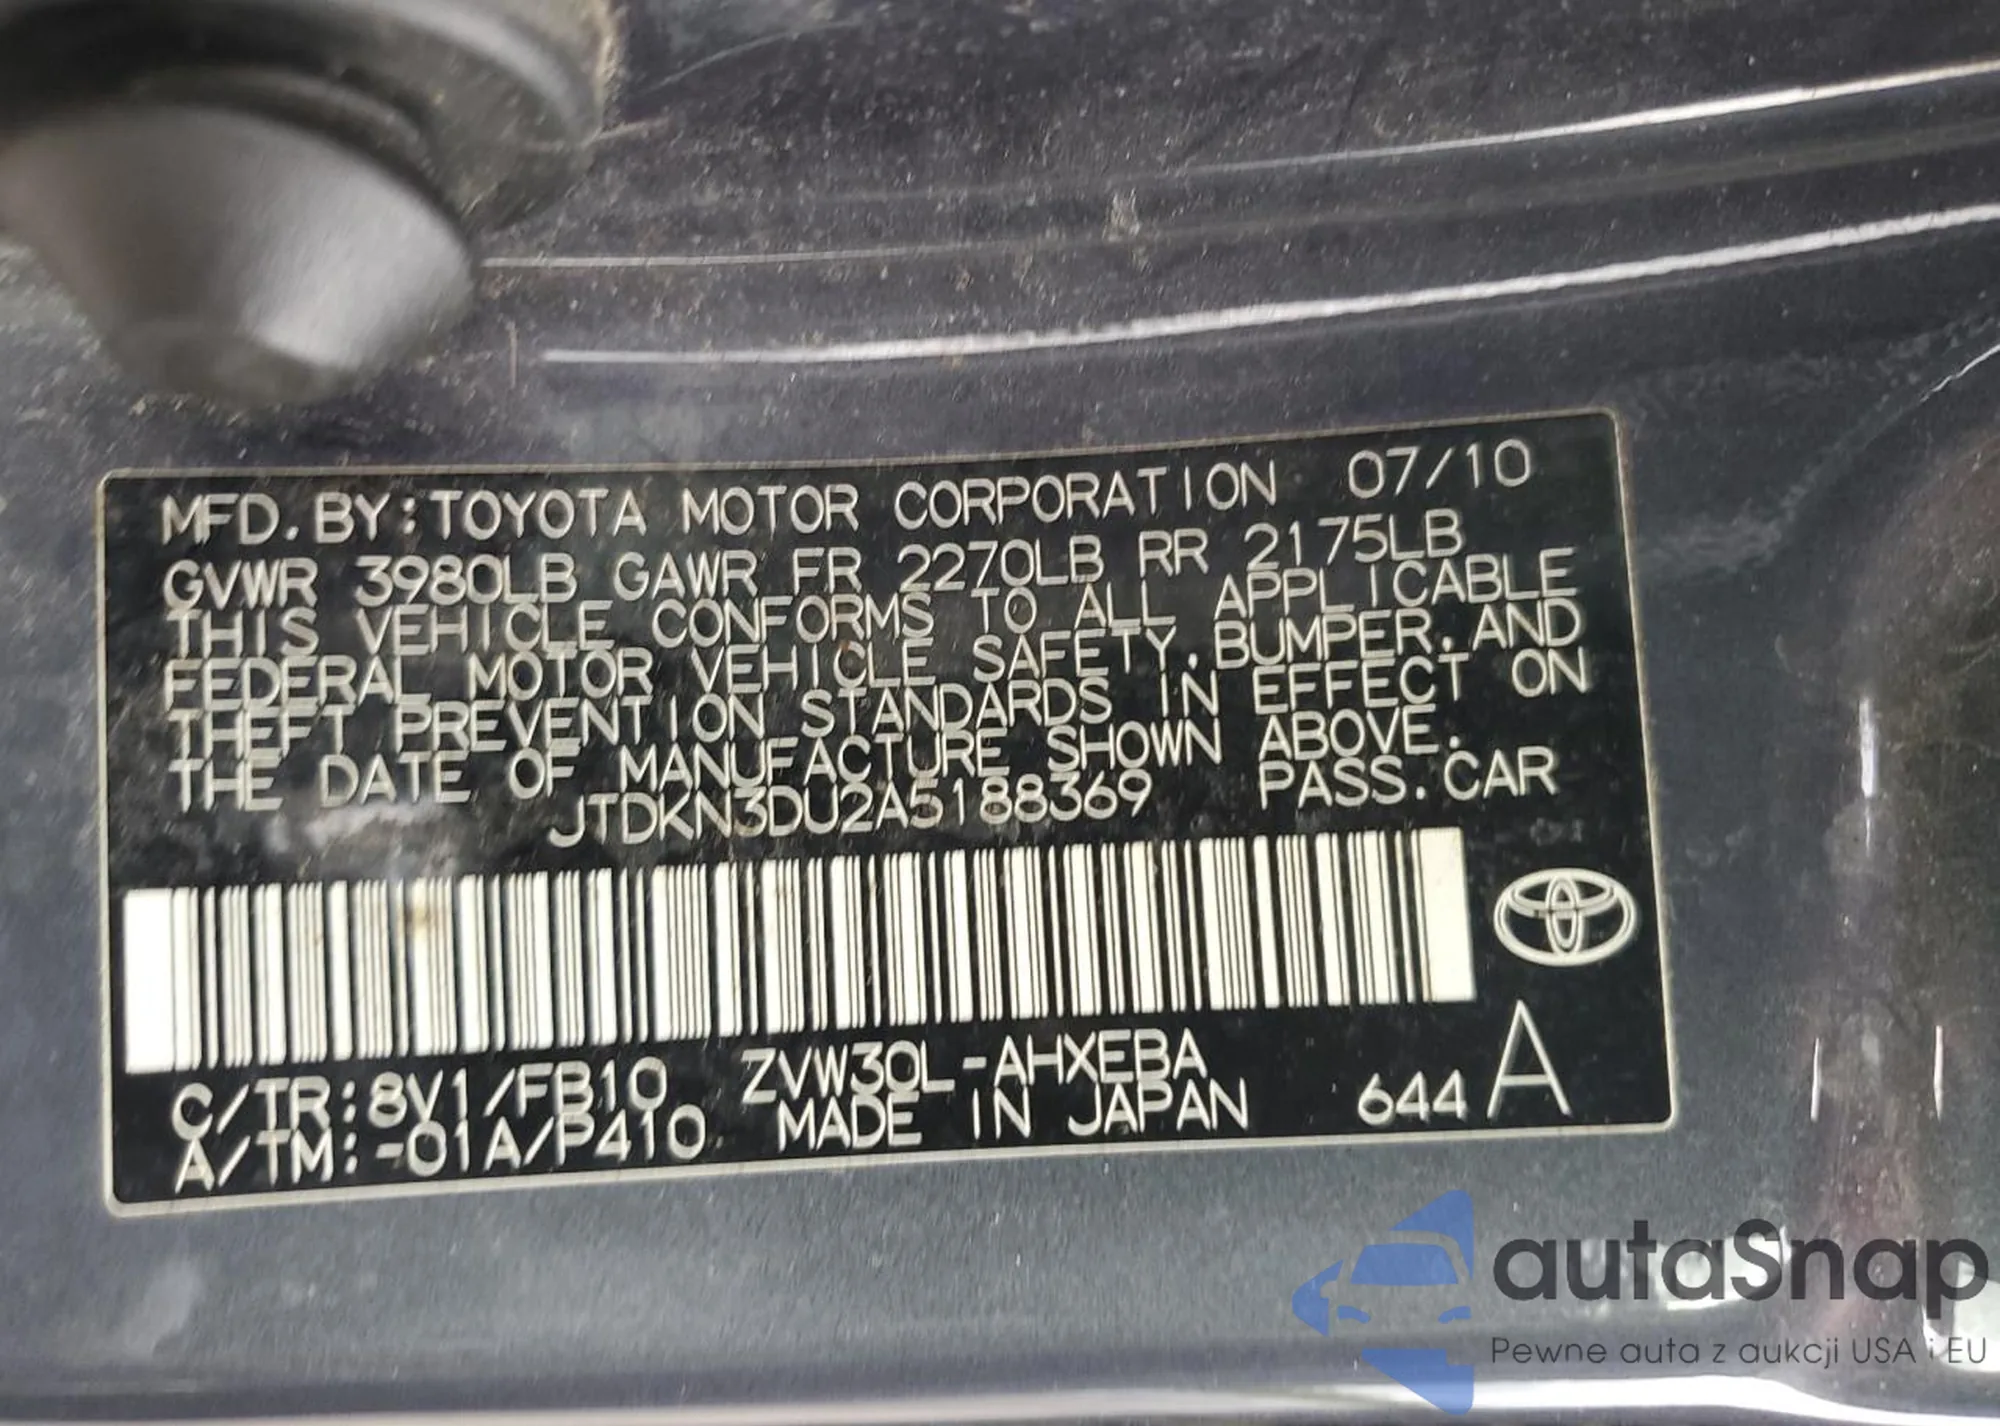 MFD. BY: TOYOTA MOTOR CORPORATION 07/10
GVWR 3980LB GAWR FR 2270LB RR 2175LB
THIS VEHICLE CONFORMS TO ALL APPLICABLE
FEDERAL MOTOR VEHICLE SAFETY, BUMPER, AND
THEFT PREVENTION STANDARDS IN EFFECT ON
THE DATE OF MANUFACTURE SHOWN ABOVE.
JTDKN3DU2A5188369 PASS. CAR
C/TR: 8V1/FB10 ZVW30L-AHXEBA
A/TM: -01A/P410 MADE IN JAPAN 644 A
autaSnap
Pewne auta z aukcji USA i EU